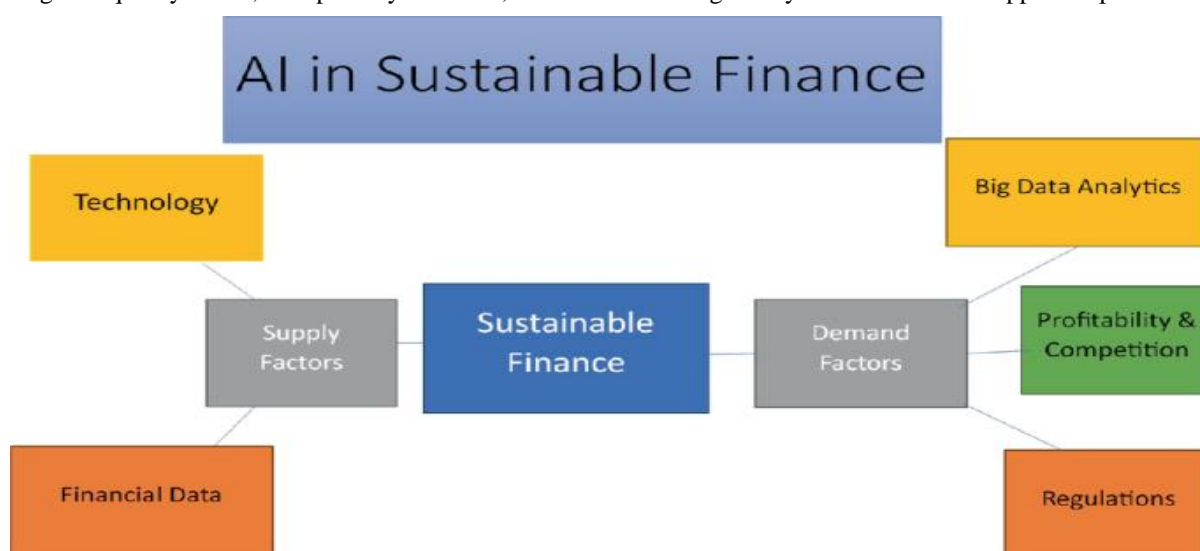 AI in Sustainable Finance
Technology
Big Data Analytics
Supply
Factors
Sustainable
Finance
Demand
Factors
Profitability &
Competition
Financial Data
Regulations